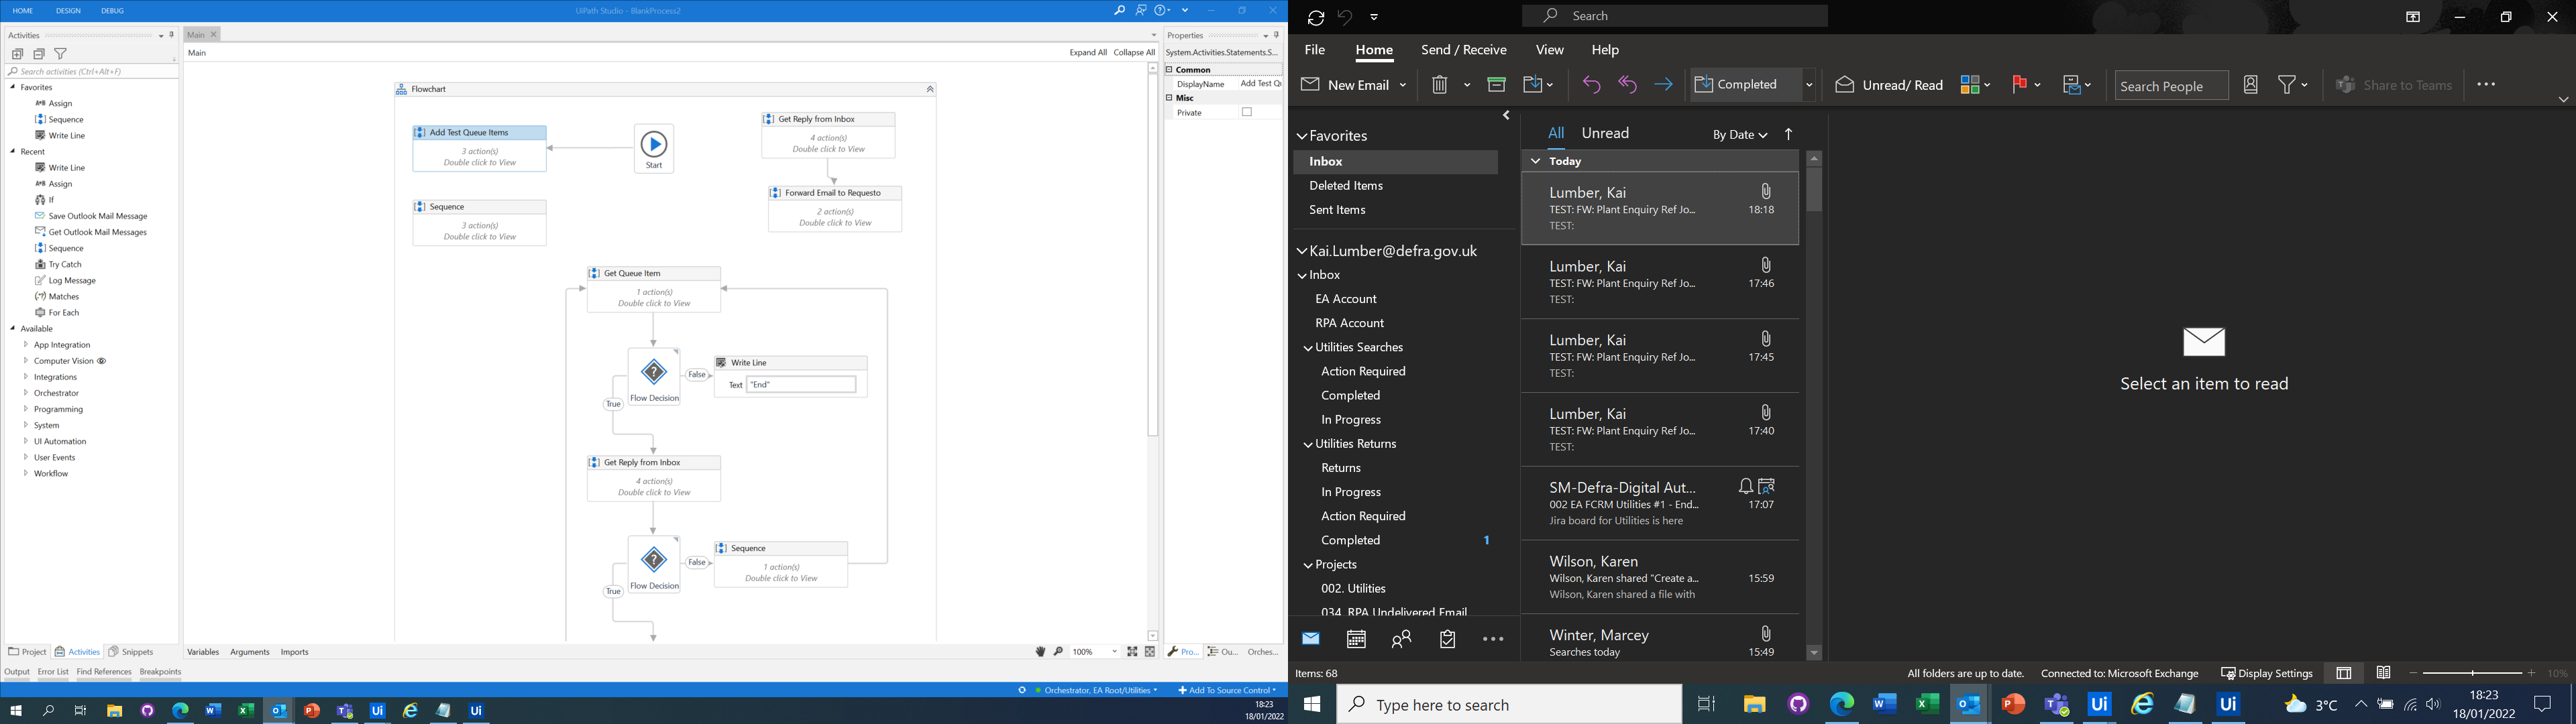 HOME DESIGN DEBUG
UiPath Studio - BlankProcess2
Activities
Search activities (Ctrl+Alt+F)
Favorites
Assign
Sequence
Write Line
Recent
Write Line
Assign
If
Save Outlook Mail Message
Get Outlook Mail Messages
Sequence
Try Catch
Log Message
Matches
For Each
Available
App Integration
Computer Vision
Integrations
Orchestrator
Programming
System
UI Automation
User Events
Workflow
Project Activities Snippets
Output Error List Find References Breakpoints
Main
Main
Expand All Collapse All
Flowchart
Add Test Queue Items
3 action(s)
Double click to View
Start
Get Reply from Inbox
4 action(s)
Double click to View
Forward Email to Requesto
2 action(s)
Double click to View
Sequence
3 action(s)
Double click to View
Get Queue Item
1 action(s)
Double click to View
Flow Decision
True
False
Write Line
Text "End"
Get Reply from Inbox
4 action(s)
Double click to View
Flow Decision
True
False
Sequence
1 action(s)
Double click to View
Variables Arguments Imports
100%
Properties
System.Activities.Statements.S...
Common
DisplayName Add Test Qu
Misc
Private
Pro... Ou... Orches...
Orchestrator, EA Root/Utilities
Add To Source Control
18:23
18/01/2022
Search
File Home Send / Receive View Help
New Email
Completed
Unread/ Read
Search People
Share to Teams
Favorites
Inbox
Deleted Items
Sent Items
Kai.Lumber@defra.gov.uk
Inbox
EA Account
RPA Account
Utilities Searches
Action Required
Completed
In Progress
Utilities Returns
Returns
In Progress
Action Required
Completed 1
Projects
002. Utilities
034. RPA Undelivered Email
All Unread By Date
Today
Lumber, Kai
TEST: FW: Plant Enquiry Ref Jo... 18:18
TEST:
Lumber, Kai
TEST: FW: Plant Enquiry Ref Jo... 17:46
TEST:
Lumber, Kai
TEST: FW: Plant Enquiry Ref Jo... 17:45
TEST:
Lumber, Kai
TEST: FW: Plant Enquiry Ref Jo... 17:40
TEST:
SM-Defra-Digital Aut...
002 EA FCRM Utilities #1 - End... 17:07
Jira board for Utilities is here
Wilson, Karen
Wilson, Karen shared "Create a... 15:59
Wilson, Karen shared a file with
Winter, Marcey
Searches today 15:49
Select an item to read
Items: 68
All folders are up to date. Connected to: Microsoft Exchange Display Settings 10%
Type here to search
3°C
18:23
18/01/2022